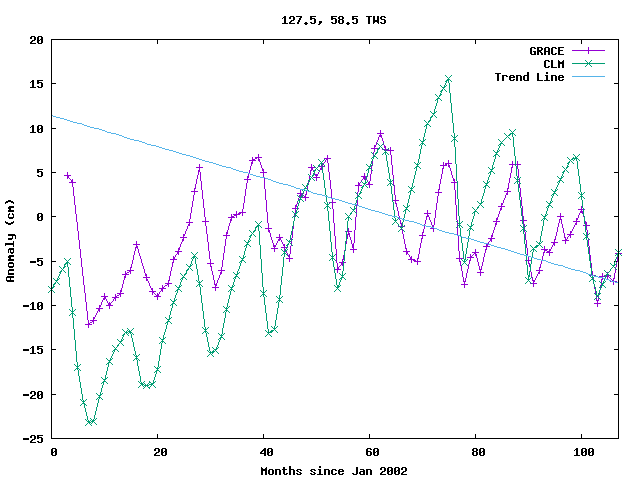 127.5, 58.5 TWS
GRACE
CLM
Trend Line
20
15
10
5
0
-5
-10
-15
-20
-25
Anomaly (cm)
0 20 40 60 80 100
Months since Jan 2002